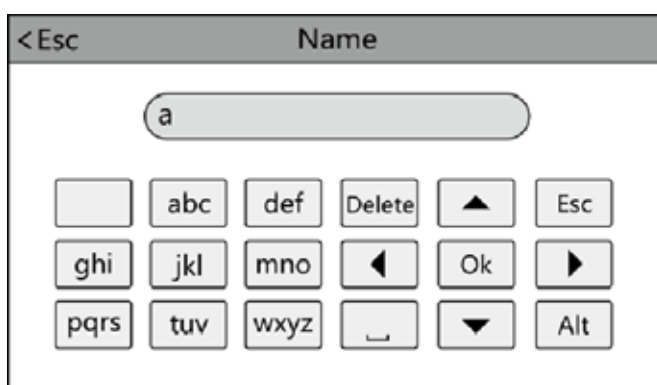 <Esc Name
a
abc def Delete ▲ Esc
ghi jkl mno ◀ Ok ▶
pqrs tuv wxyz ⎵ ▼ Alt